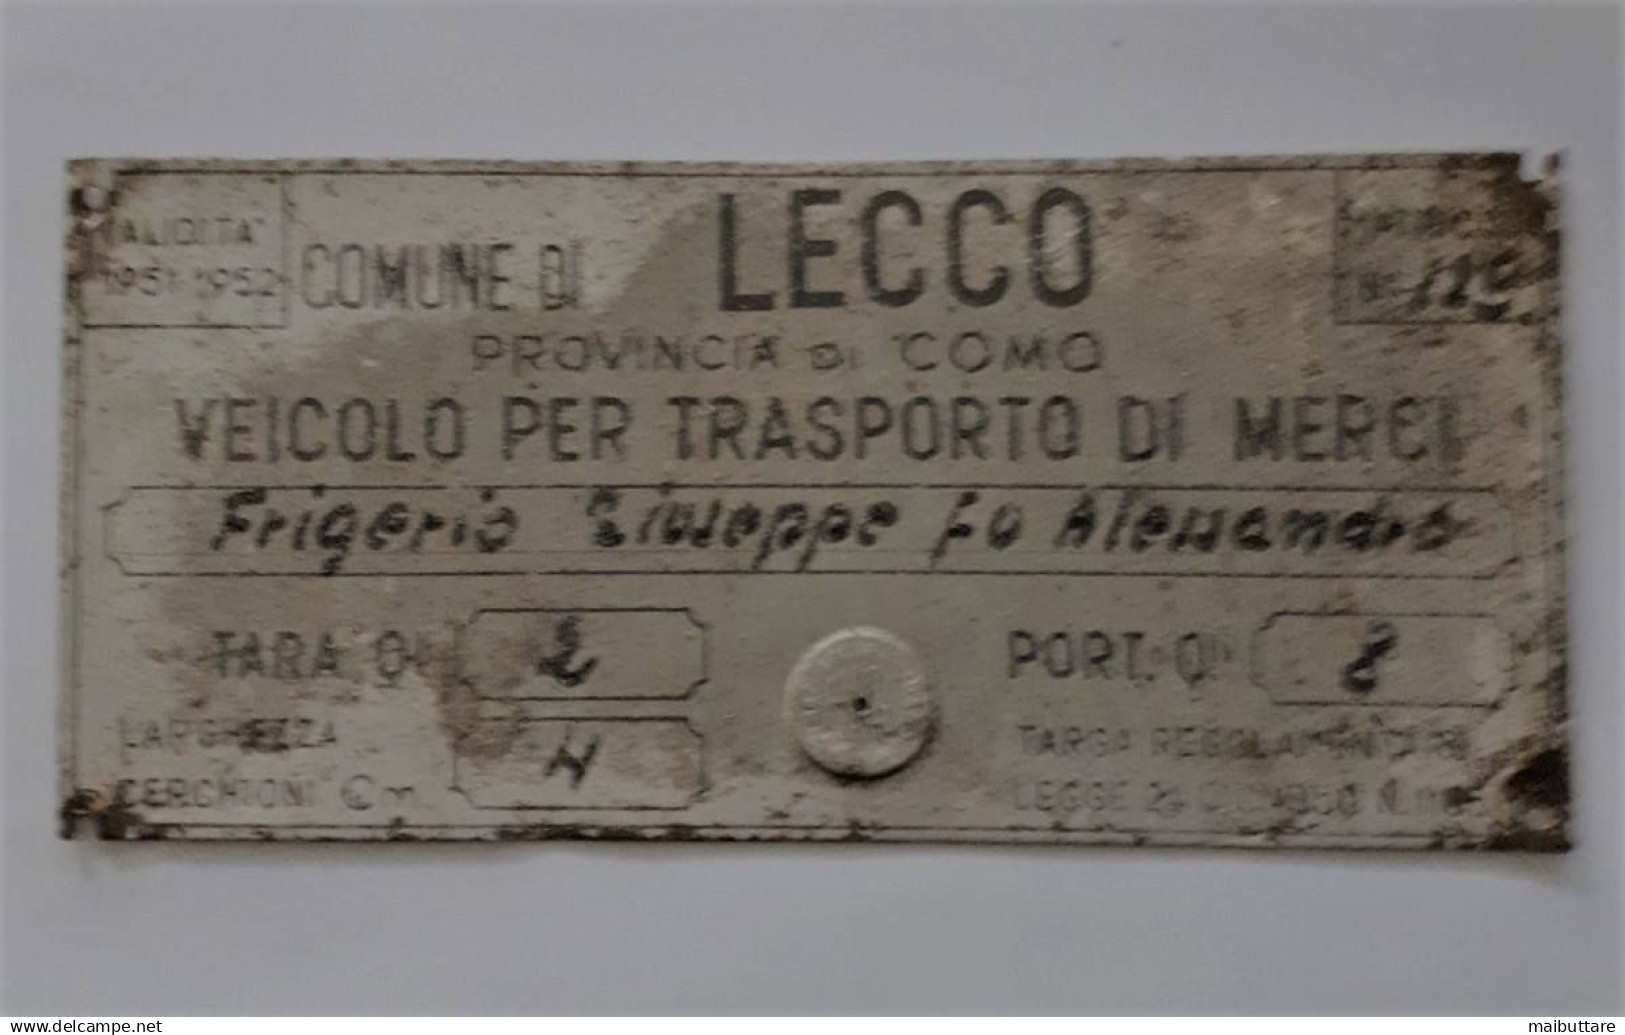 VALIDITA'
1951-1952
COMUNE DI LECCO
PROVINCIA DI COMO
VEICOLO PER TRASPORTO DI MERCI
Frigerio Giuseppe fu Alessandro
TARA Q.li 2
PORT. Q.li 8
LARGHEZZA
CERCHIONI Cm. 4
TARGA REGOLAMENTARE
LEGGE
delcampe.net
maibuttare